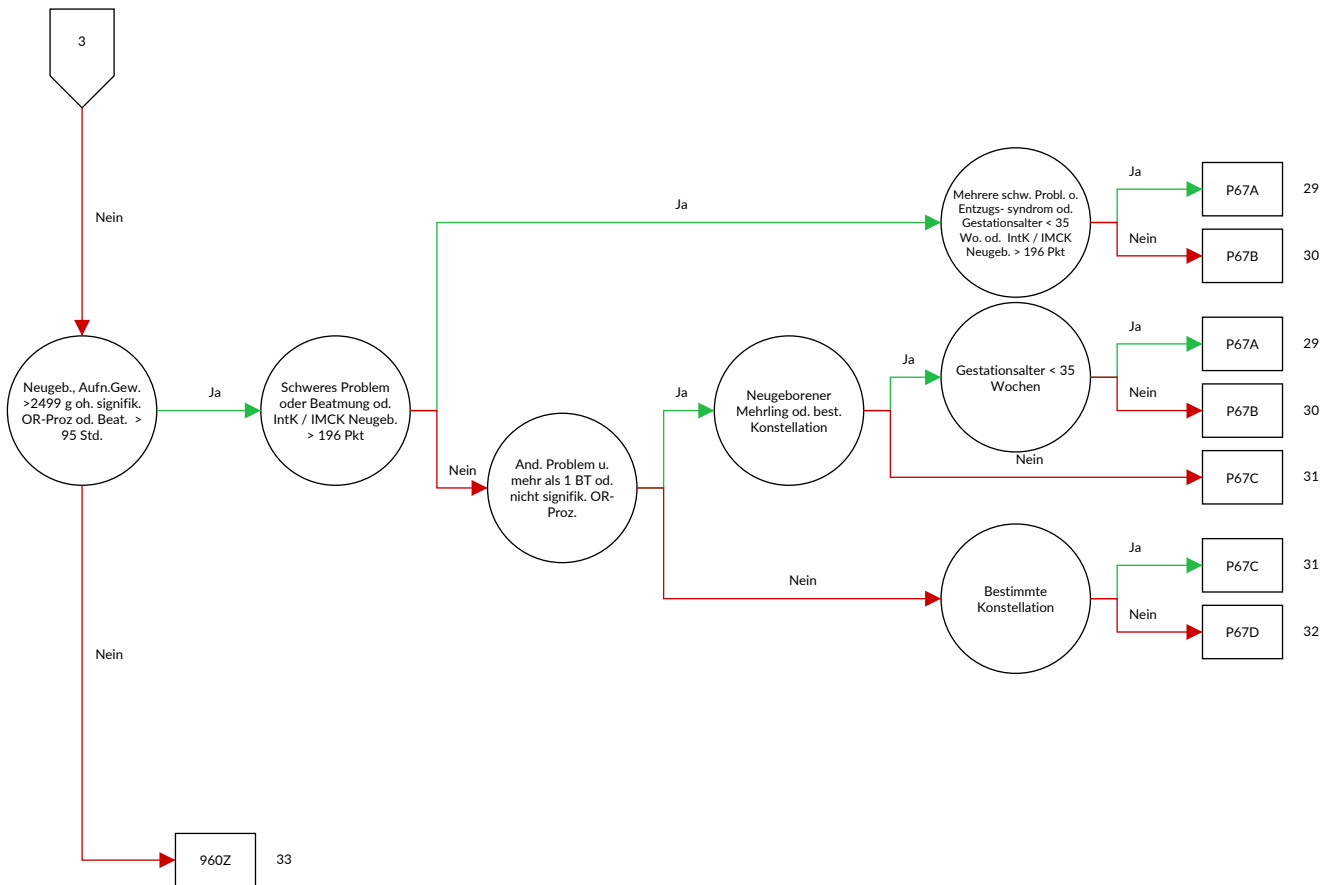 3
Nein
Ja
Mehrere schw. Probl. o.
Entzugs- syndrom od.
Gestationsalter < 35
Wo. od. IntK / IMCK
Neugeb. > 196 Pkt
Ja
P67A
29
Nein
P67B
30
Neugeb., Aufn.Gew.
>2499 g oh. signifik.
OR-Proz od. Beat. >
95 Std.
Ja
Schweres Problem
oder Beatmung od.
IntK / IMCK Neugeb.
> 196 Pkt
Nein
And. Problem u.
mehr als 1 BT od.
nicht signifik. OR-
Proz.
Ja
Neugeborener
Mehrling od. best.
Konstellation
Ja
Gestationsalter < 35
Wochen
Ja
P67A
29
Nein
P67B
30
Nein
P67C
31
Nein
Bestimmte
Konstellation
Ja
P67C
31
Nein
P67D
32
Nein
960Z
33